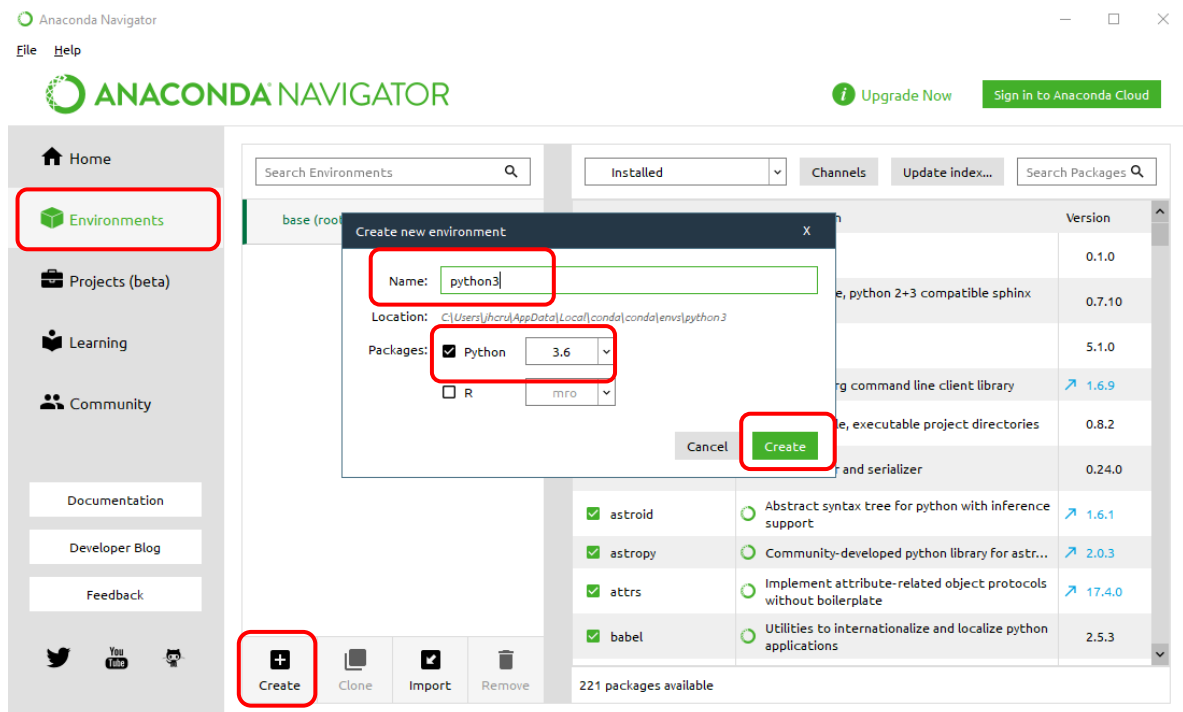 Anaconda Navigator
File Help
ANACONDA NAVIGATOR
i Upgrade Now
Sign in to Anaconda Cloud
Home
Environments
Projects (beta)
Learning
Community
Documentation
Developer Blog
Feedback
You
Tube
Search Environments
base (root
Create
Clone
Import
Remove
Create new environment X
Name: python3
Location: C:\Users\jhcru\AppData\Local\conda\conda\envs\python3
Packages: Python 3.6
R mro
Cancel Create
Installed
Channels
Update index...
Search Packages
Version
0.1.0
python 2+3 compatible sphinx 0.7.10
5.1.0
command line client library 1.6.9
executable project directories 0.8.2
and serializer 0.24.0
astroid Abstract syntax tree for python with inference
support 1.6.1
astropy Community-developed python library for astr... 2.0.3
attrs Implement attribute-related object protocols
without boilerplate 17.4.0
babel Utilities to internationalize and localize python
applications 2.5.3
221 packages available